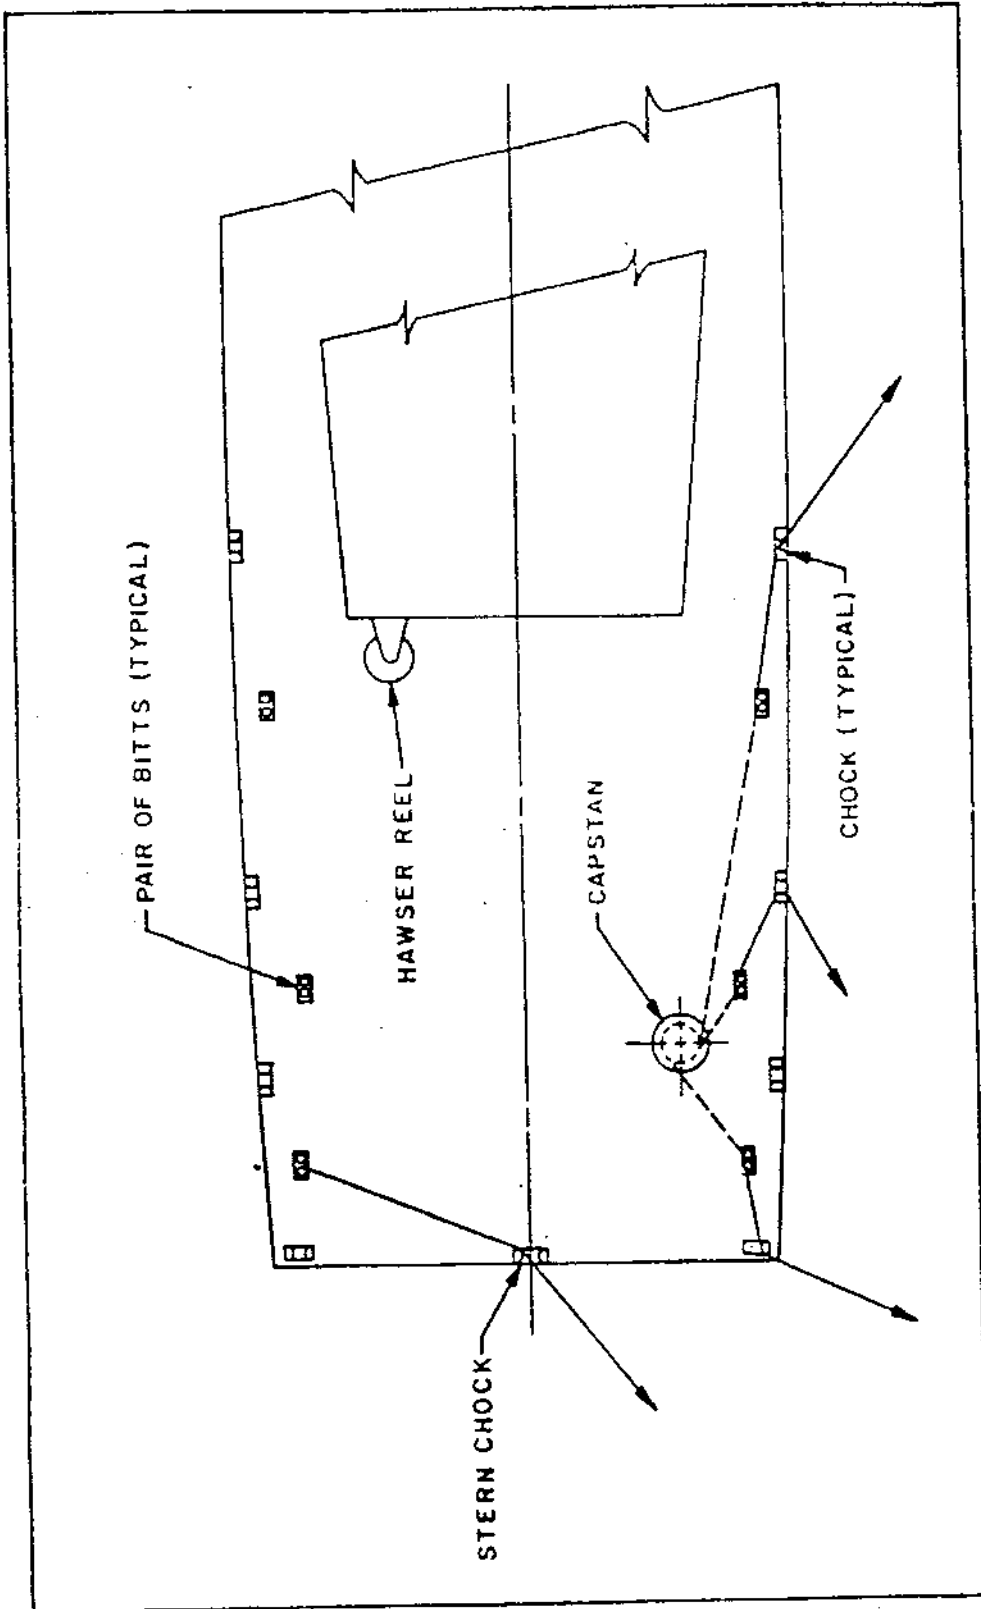 PAIR OF BITTS (TYPICAL)
HAWSER REEL
CAPSTAN
CHOCK (TYPICAL)
STERN CHOCK